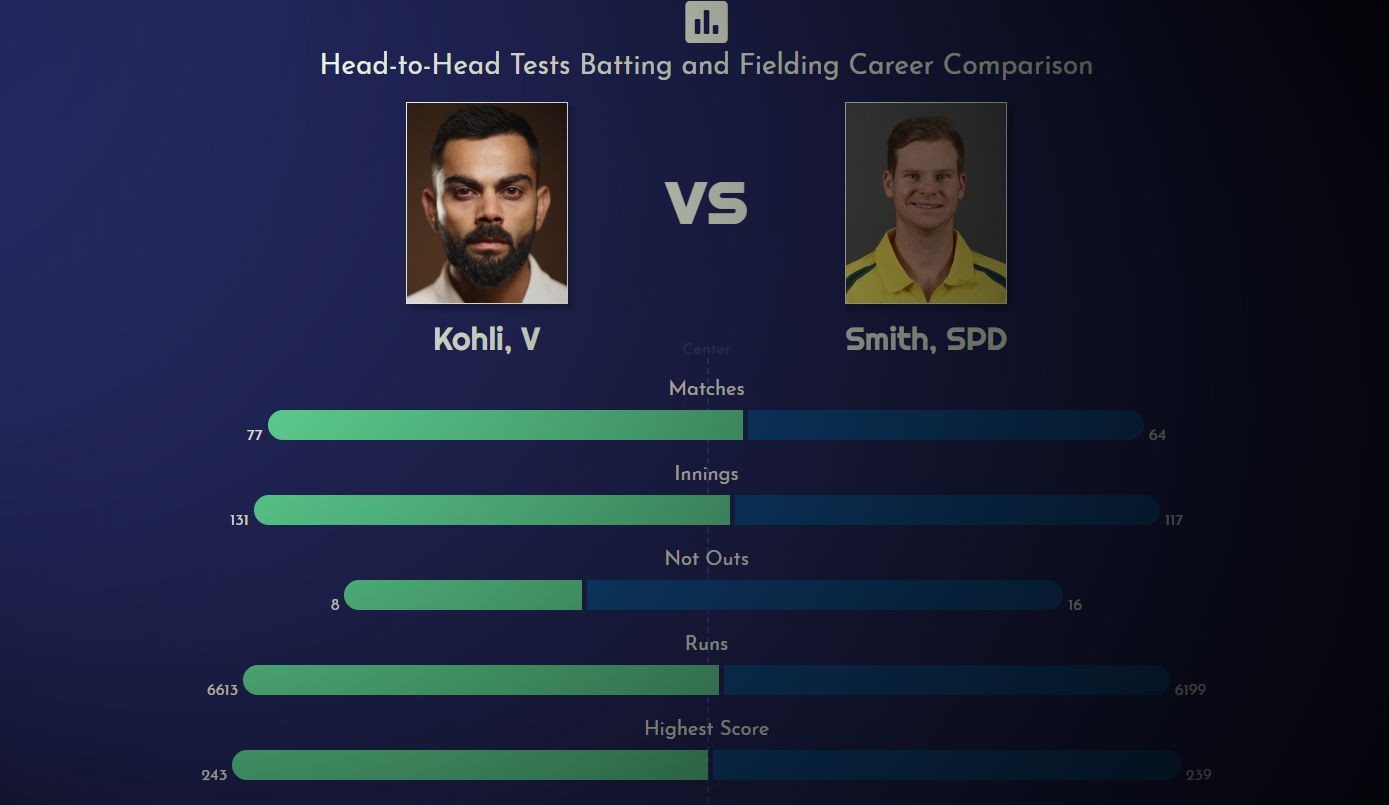 Head-to-Head Tests Batting and Fielding Career Comparison
VS
Kohli, V
Smith, SPD
Center
Matches
77
64
Innings
131
117
Not Outs
8
16
Runs
6613
6199
Highest Score
243
239